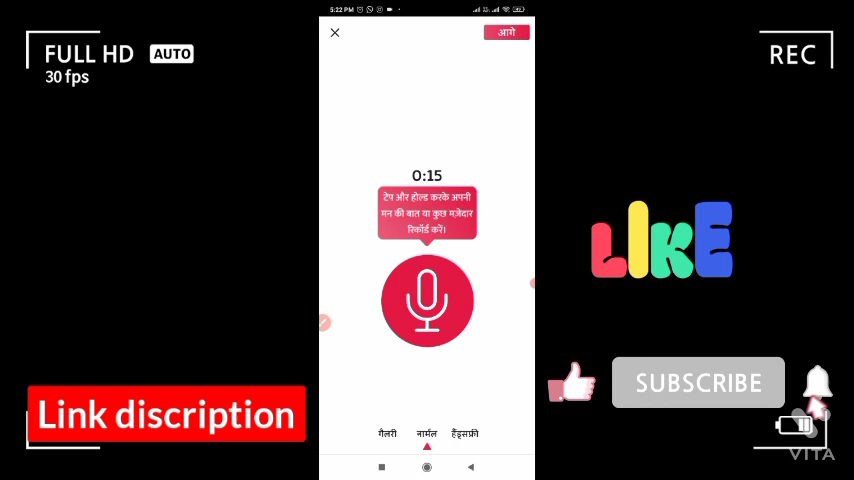 5:22 PM
FULL HD AUTO
30 fps
REC
आगे
0:15
टेप और होल्ड करके अपनी
मन की बात या कुछ मज़ेदार
रिकॉर्ड करें।
LIKE
SUBSCRIBE
Link discription
गैलरी नार्मल हैंड्सफ्री
VITA